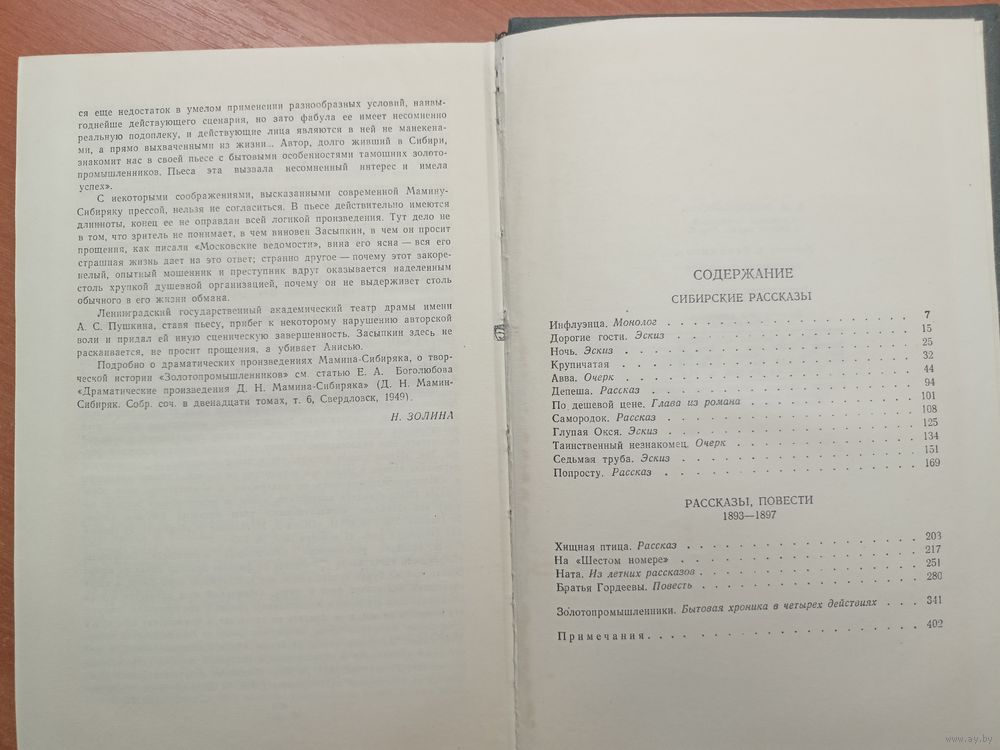 ся еще недостаток в умелом применении разнообразных условий, наивы-
годнейше действующего сценария, но зато фабула ее имеет несомненно
реальную подоплеку, и действующие лица являются в ней не манекена-
ми, а прямо выхваченными из жизни... Автор, долго живший в Сибири,
знакомит нас в своей пьесе с бытовыми особенностями тамошних золото-
промышленников. Пьеса эта вызвала несомненный интерес и имела
успех».
С некоторыми соображениями, высказанными современной Мамину-
Сибиряку прессой, нельзя не согласиться. В пьесе действительно имеются
длинноты, конец ее не оправдан всей логикой произведения. Тут дело не
в том, что зритель не понимает, в чем виновен Засыпкин, в чем он просит
прощения, как писали «Московские ведомости», вина его ясна — вся его
страшная жизнь дает на это ответ; странно другое — почему этот закоре-
нелый, опытный мошенник и преступник вдруг оказывается наделенным
столь хрупкой душевной организацией, почему он не выдерживает столь
обычного в его жизни обмана.
Ленинградский государственный академический театр драмы имени
А. С. Пушкина, ставя пьесу, прибег к некоторому нарушению авторской
воли и придал ей иную сценическую завершенность. Засыпкин здесь не
раскаивается, не просит прощения, а убивает Анисью.
Подробно о драматических произведениях Мамина-Сибиряка, о твор-
ческой истории «Золотопромышленников» см. статью Е. А. Боголюбова
«Драматические произведения Д. Н. Мамина-Сибиряка» (Д. Н. Мамин-
Сибиряк. Собр. соч. в двенадцати томах, т. 6, Свердловск, 1949).
Н. ЗОЛИНА
СОДЕРЖАНИЕ
СИБИРСКИЕ РАССКАЗЫ
Инфлуэнца. Монолог . . . . . . . . . . 7
Дорогие гости. Эскиз . . . . . . . . . . 15
Ночь. Эскиз . . . . . . . . . . 25
Крупичатая . . . . . . . . . . 32
Авва. Очерк . . . . . . . . . . 44
Депеша. Рассказ . . . . . . . . . . 94
По дешевой цене. Глава из романа . . . . . . . . . . 101
Самородок. Рассказ . . . . . . . . . . 108
Глупая Окся. Эскиз . . . . . . . . . . 125
Таинственный незнакомец. Очерк . . . . . . . . . . 134
Седьмая труба. Эскиз . . . . . . . . . . 151
Попросту. Рассказ . . . . . . . . . . 169
РАССКАЗЫ, ПОВЕСТИ
1893—1897
Хищная птица. Рассказ . . . . . . . . . . 203
На «Шестом номере» . . . . . . . . . . 217
Ната. Из летних рассказов . . . . . . . . . . 251
Братья Гордеевы. Повесть . . . . . . . . . . 280
Золотопромышленники. Бытовая хроника в четырех действиях . . . 341
Примечания . . . . . . . . . . 402
www.ay.by